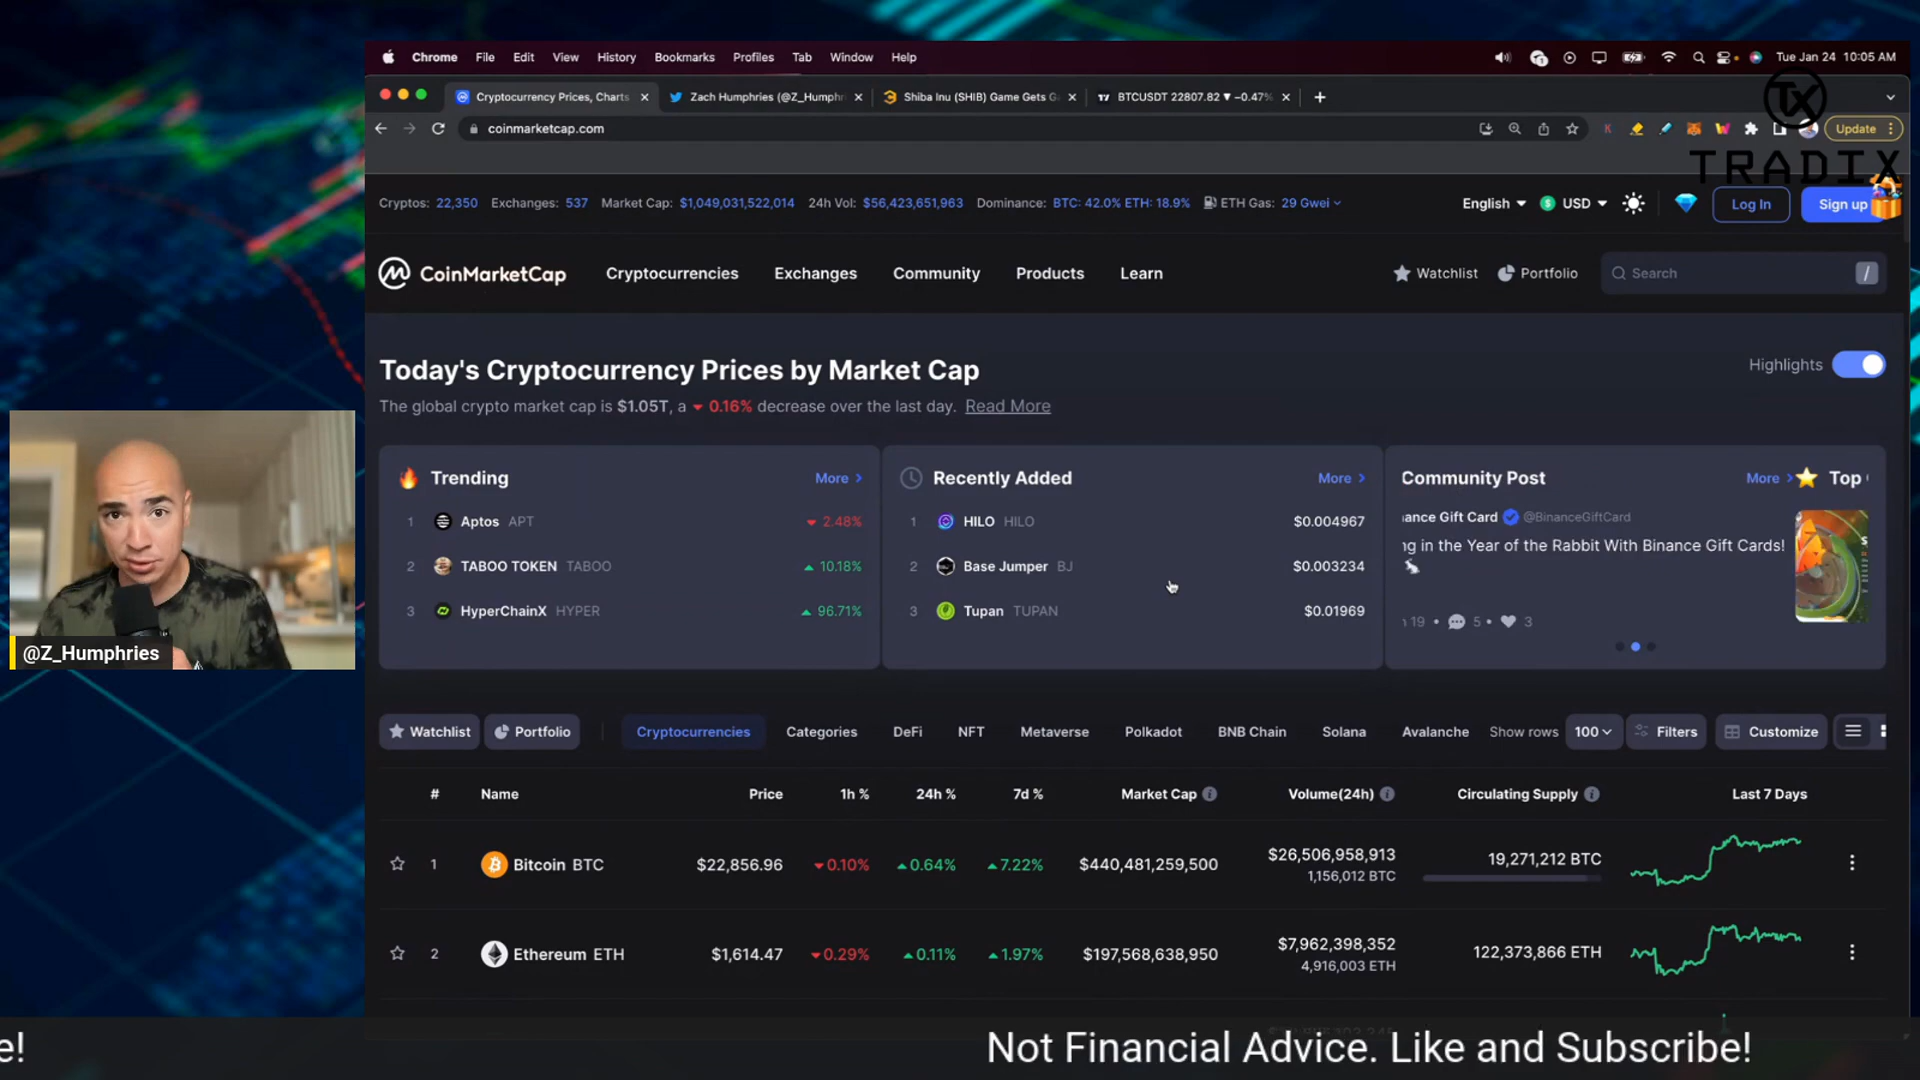 Chrome File Edit View History Bookmarks Profiles Tab Window Help Tue Jan 24 10:05 AM
Cryptocurrency Prices, Charts Zach Humphries (@Z_Humphri Shiba Inu (SHIB) Game Gets G BTCUSDT 22807.82 ▼ −0.47%
coinmarketcap.com Update
TX
TRADIX
Cryptos: 22,350 Exchanges: 537 Market Cap: $1,049,031,522,014 24h Vol: $56,423,651,963 Dominance: BTC: 42.0% ETH: 18.9% ETH Gas: 29 Gwei English USD Log In Sign up
CoinMarketCap Cryptocurrencies Exchanges Community Products Learn Watchlist Portfolio Search /
Today's Cryptocurrency Prices by Market Cap Highlights
The global crypto market cap is $1.05T, a ▼ 0.16% decrease over the last day. Read More
Trending More >
1 Aptos APT ▼ 2.48%
2 TABOO TOKEN TABOO ▲ 10.18%
3 HyperChainX HYPER ▲ 96.71%
Recently Added More >
1 HILO HILO $0.004967
2 Base Jumper BJ $0.003234
3 Tupan TUPAN $0.01969
Community Post More > Top
ance Gift Card @BinanceGiftCard
ng in the Year of the Rabbit With Binance Gift Cards!
19 • 5 • 3
@Z_Humphries
Watchlist Portfolio Cryptocurrencies Categories DeFi NFT Metaverse Polkadot BNB Chain Solana Avalanche Show rows 100 Filters Customize
# Name Price 1h % 24h % 7d % Market Cap Volume(24h) Circulating Supply Last 7 Days
1 Bitcoin BTC $22,856.96 ▼0.10% ▲0.64% ▲7.22% $440,481,259,500 $26,506,958,913 19,271,212 BTC
1,156,012 BTC
2 Ethereum ETH $1,614.47 ▼0.29% ▲0.11% ▲1.97% $197,568,638,950 $7,962,398,352 122,373,866 ETH
4,916,003 ETH
e! Not Financial Advice. Like and Subscribe!